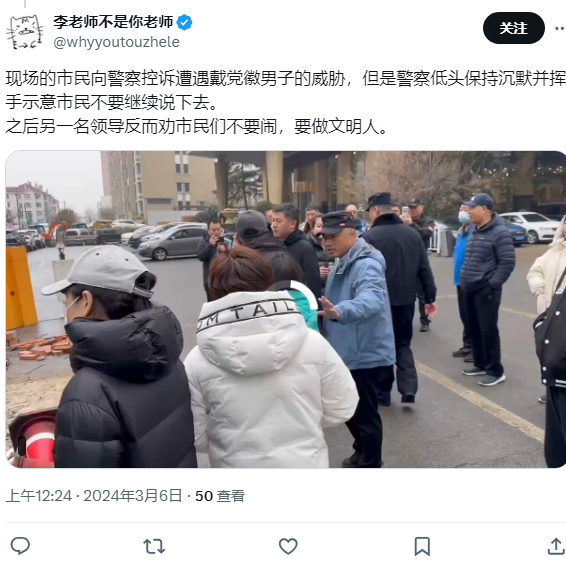 李老师不是你老师
@whyyoutouzhele
关注
现场的市民向警察控诉遭遇戴党徽男子的威胁，但是警察低头保持沉默并挥
手示意市民不要继续说下去。
之后另一名领导反而劝市民们不要闹，要做文明人。
TOM TAIL
上午12:24 · 2024年3月6日 · 50 查看